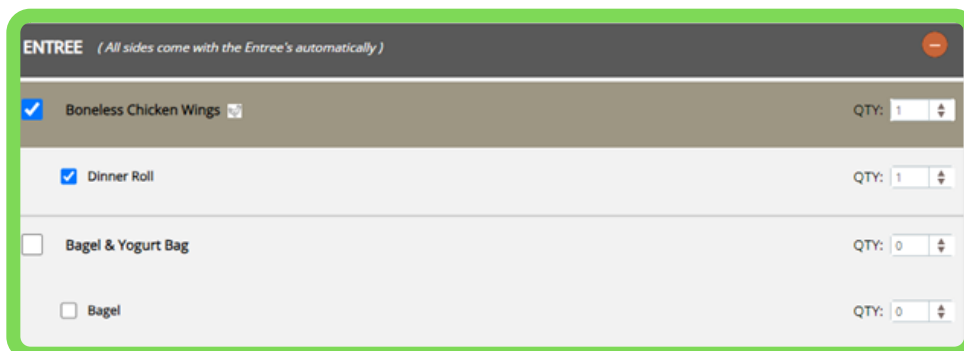 ENTREE ( All sides come with the Entree's automatically )
Boneless Chicken Wings QTY: 1
Dinner Roll QTY: 1
Bagel & Yogurt Bag QTY: 0
Bagel QTY: 0